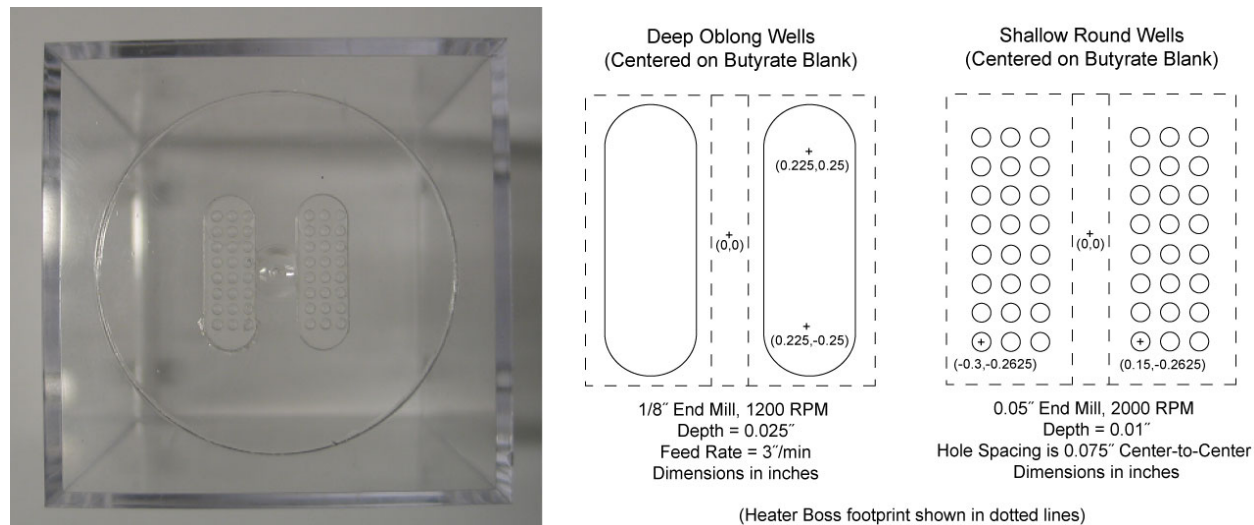 Deep Oblong Wells
(Centered on Butyrate Blank)
+
(0.225,0.25)
+
(0,0)
+
(0.225,-0.25)
1/8″ End Mill, 1200 RPM
Depth = 0.025″
Feed Rate = 3″/min
Dimensions in inches
Shallow Round Wells
(Centered on Butyrate Blank)
+
(0,0)
+
(-0.3,-0.2625)
+
(0.15,-0.2625)
0.05″ End Mill, 2000 RPM
Depth = 0.01″
Hole Spacing is 0.075″ Center-to-Center
Dimensions in inches
(Heater Boss footprint shown in dotted lines)